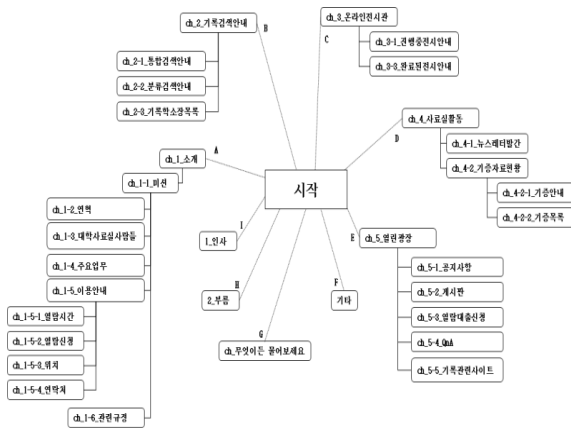 시작
A
ch_1_소개
ch_1-1_미션
ch_1-2_연혁
ch_1-3_대학사료실사람들
ch_1-4_주요업무
ch_1-5_이용안내
ch_1-5-1_열람시간
ch_1-5-2_열람신청
ch_1-5-3_위치
ch_1-5-4_연락처
ch_1-6_관련규정
B
ch_2_기록검색안내
ch_2-1_통합검색안내
ch_2-2_분류검색안내
ch_2-3_기록학소장목록
C
ch_3_온라인전시관
ch_3-1_진행중전시안내
ch_3-3_완료된전시안내
D
ch_4_사료실활동
ch_4-1_뉴스레터발간
ch_4-2_기증자료현황
ch_4-2-1_기증안내
ch_4-2-2_기증목록
E
ch_5_열린광장
ch_5-1_공지사항
ch_5-2_게시판
ch_5-3_열람대출신청
ch_5-4_QnA
ch_5-5_기록관련사이트
F
기타
G
ch_무엇이든 물어보세요
H
2_부름
I
1_인사